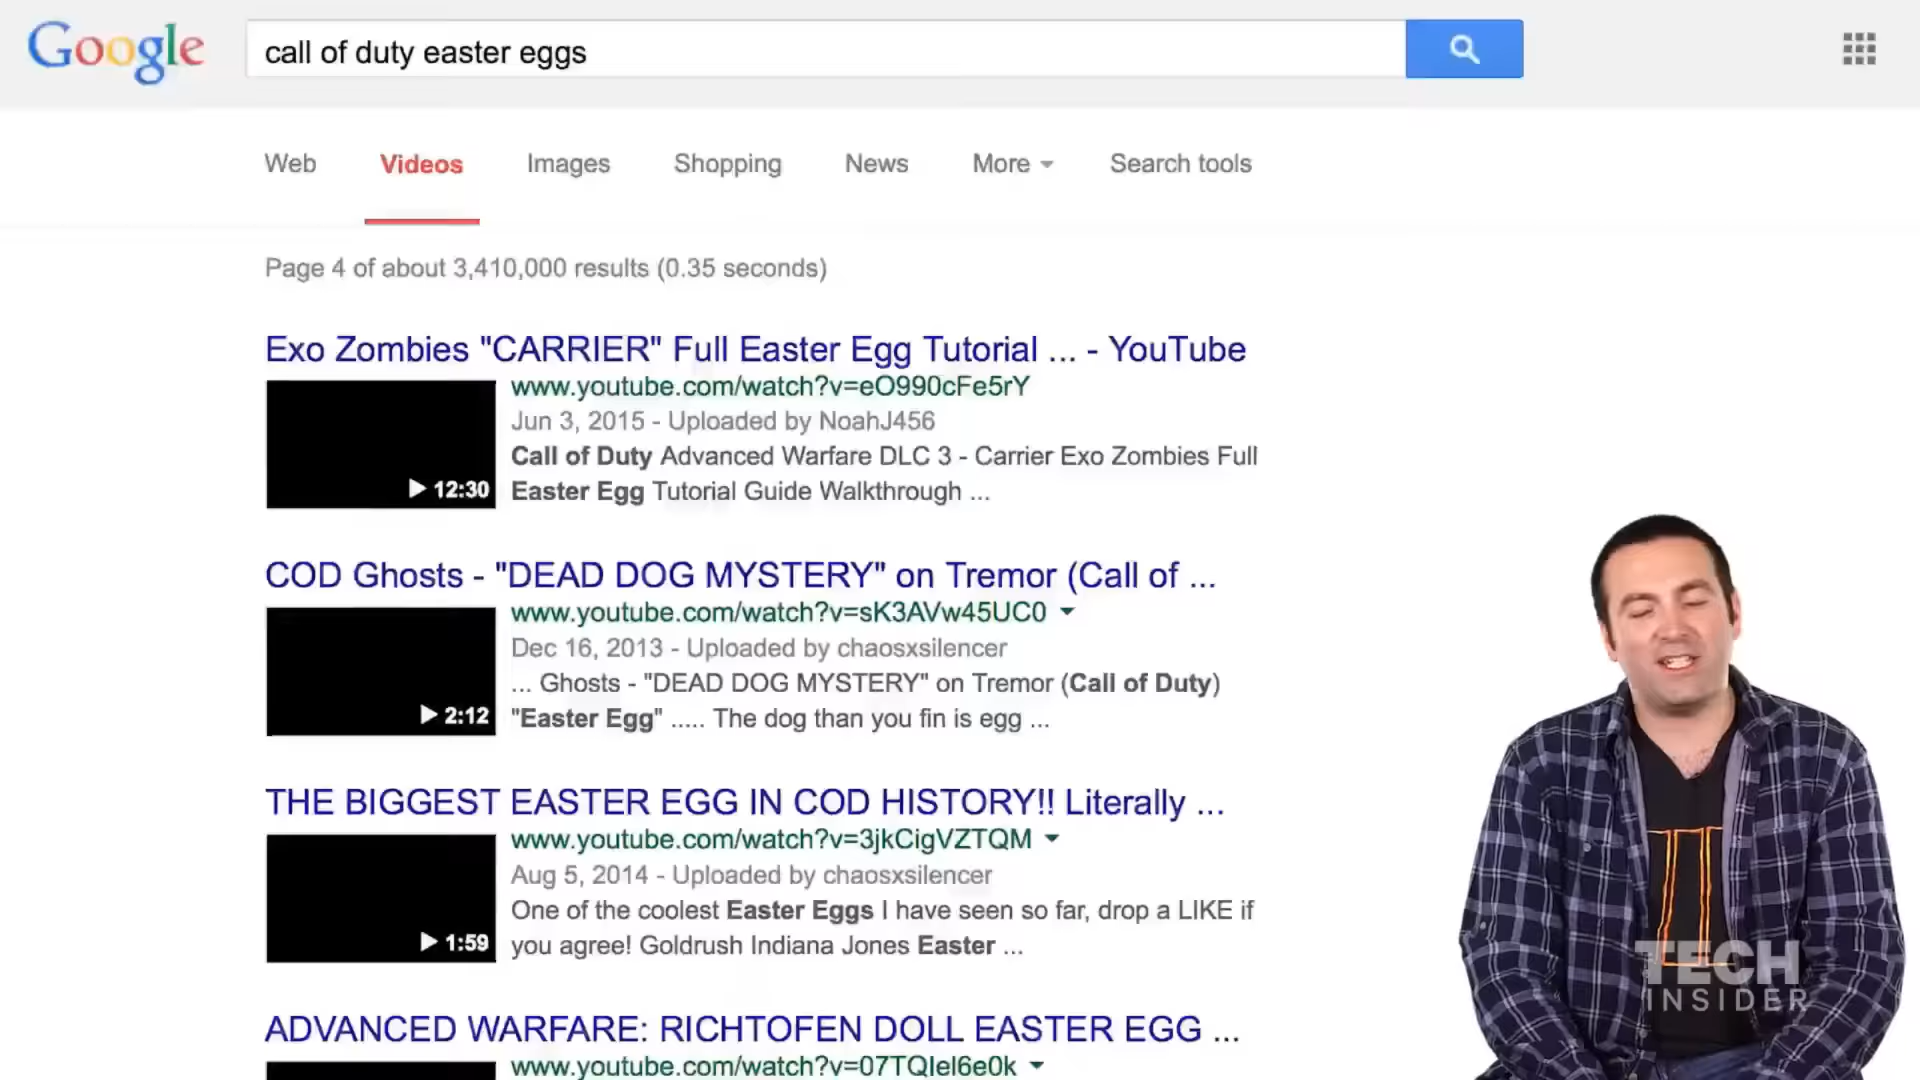 Google
call of duty easter eggs
Web Videos Images Shopping News More Search tools
Page 4 of about 3,410,000 results (0.35 seconds)
Exo Zombies "CARRIER" Full Easter Egg Tutorial ... - YouTube
www.youtube.com/watch?v=eO990cFe5rY
Jun 3, 2015 - Uploaded by NoahJ456
Call of Duty Advanced Warfare DLC 3 - Carrier Exo Zombies Full
12:30 Easter Egg Tutorial Guide Walkthrough ...
COD Ghosts - "DEAD DOG MYSTERY" on Tremor (Call of ...
www.youtube.com/watch?v=sK3AVw45UC0
Dec 16, 2013 - Uploaded by chaosxsilencer
... Ghosts - "DEAD DOG MYSTERY" on Tremor (Call of Duty)
2:12 "Easter Egg" ..... The dog than you fin is egg ...
THE BIGGEST EASTER EGG IN COD HISTORY!! Literally ...
www.youtube.com/watch?v=3jkCigVZTQM
Aug 5, 2014 - Uploaded by chaosxsilencer
One of the coolest Easter Eggs I have seen so far, drop a LIKE if
1:59 you agree! Goldrush Indiana Jones Easter ...
ADVANCED WARFARE: RICHTOFEN DOLL EASTER EGG ...
www.youtube.com/watch?v=07TQIel6e0k
TECH
INSIDER